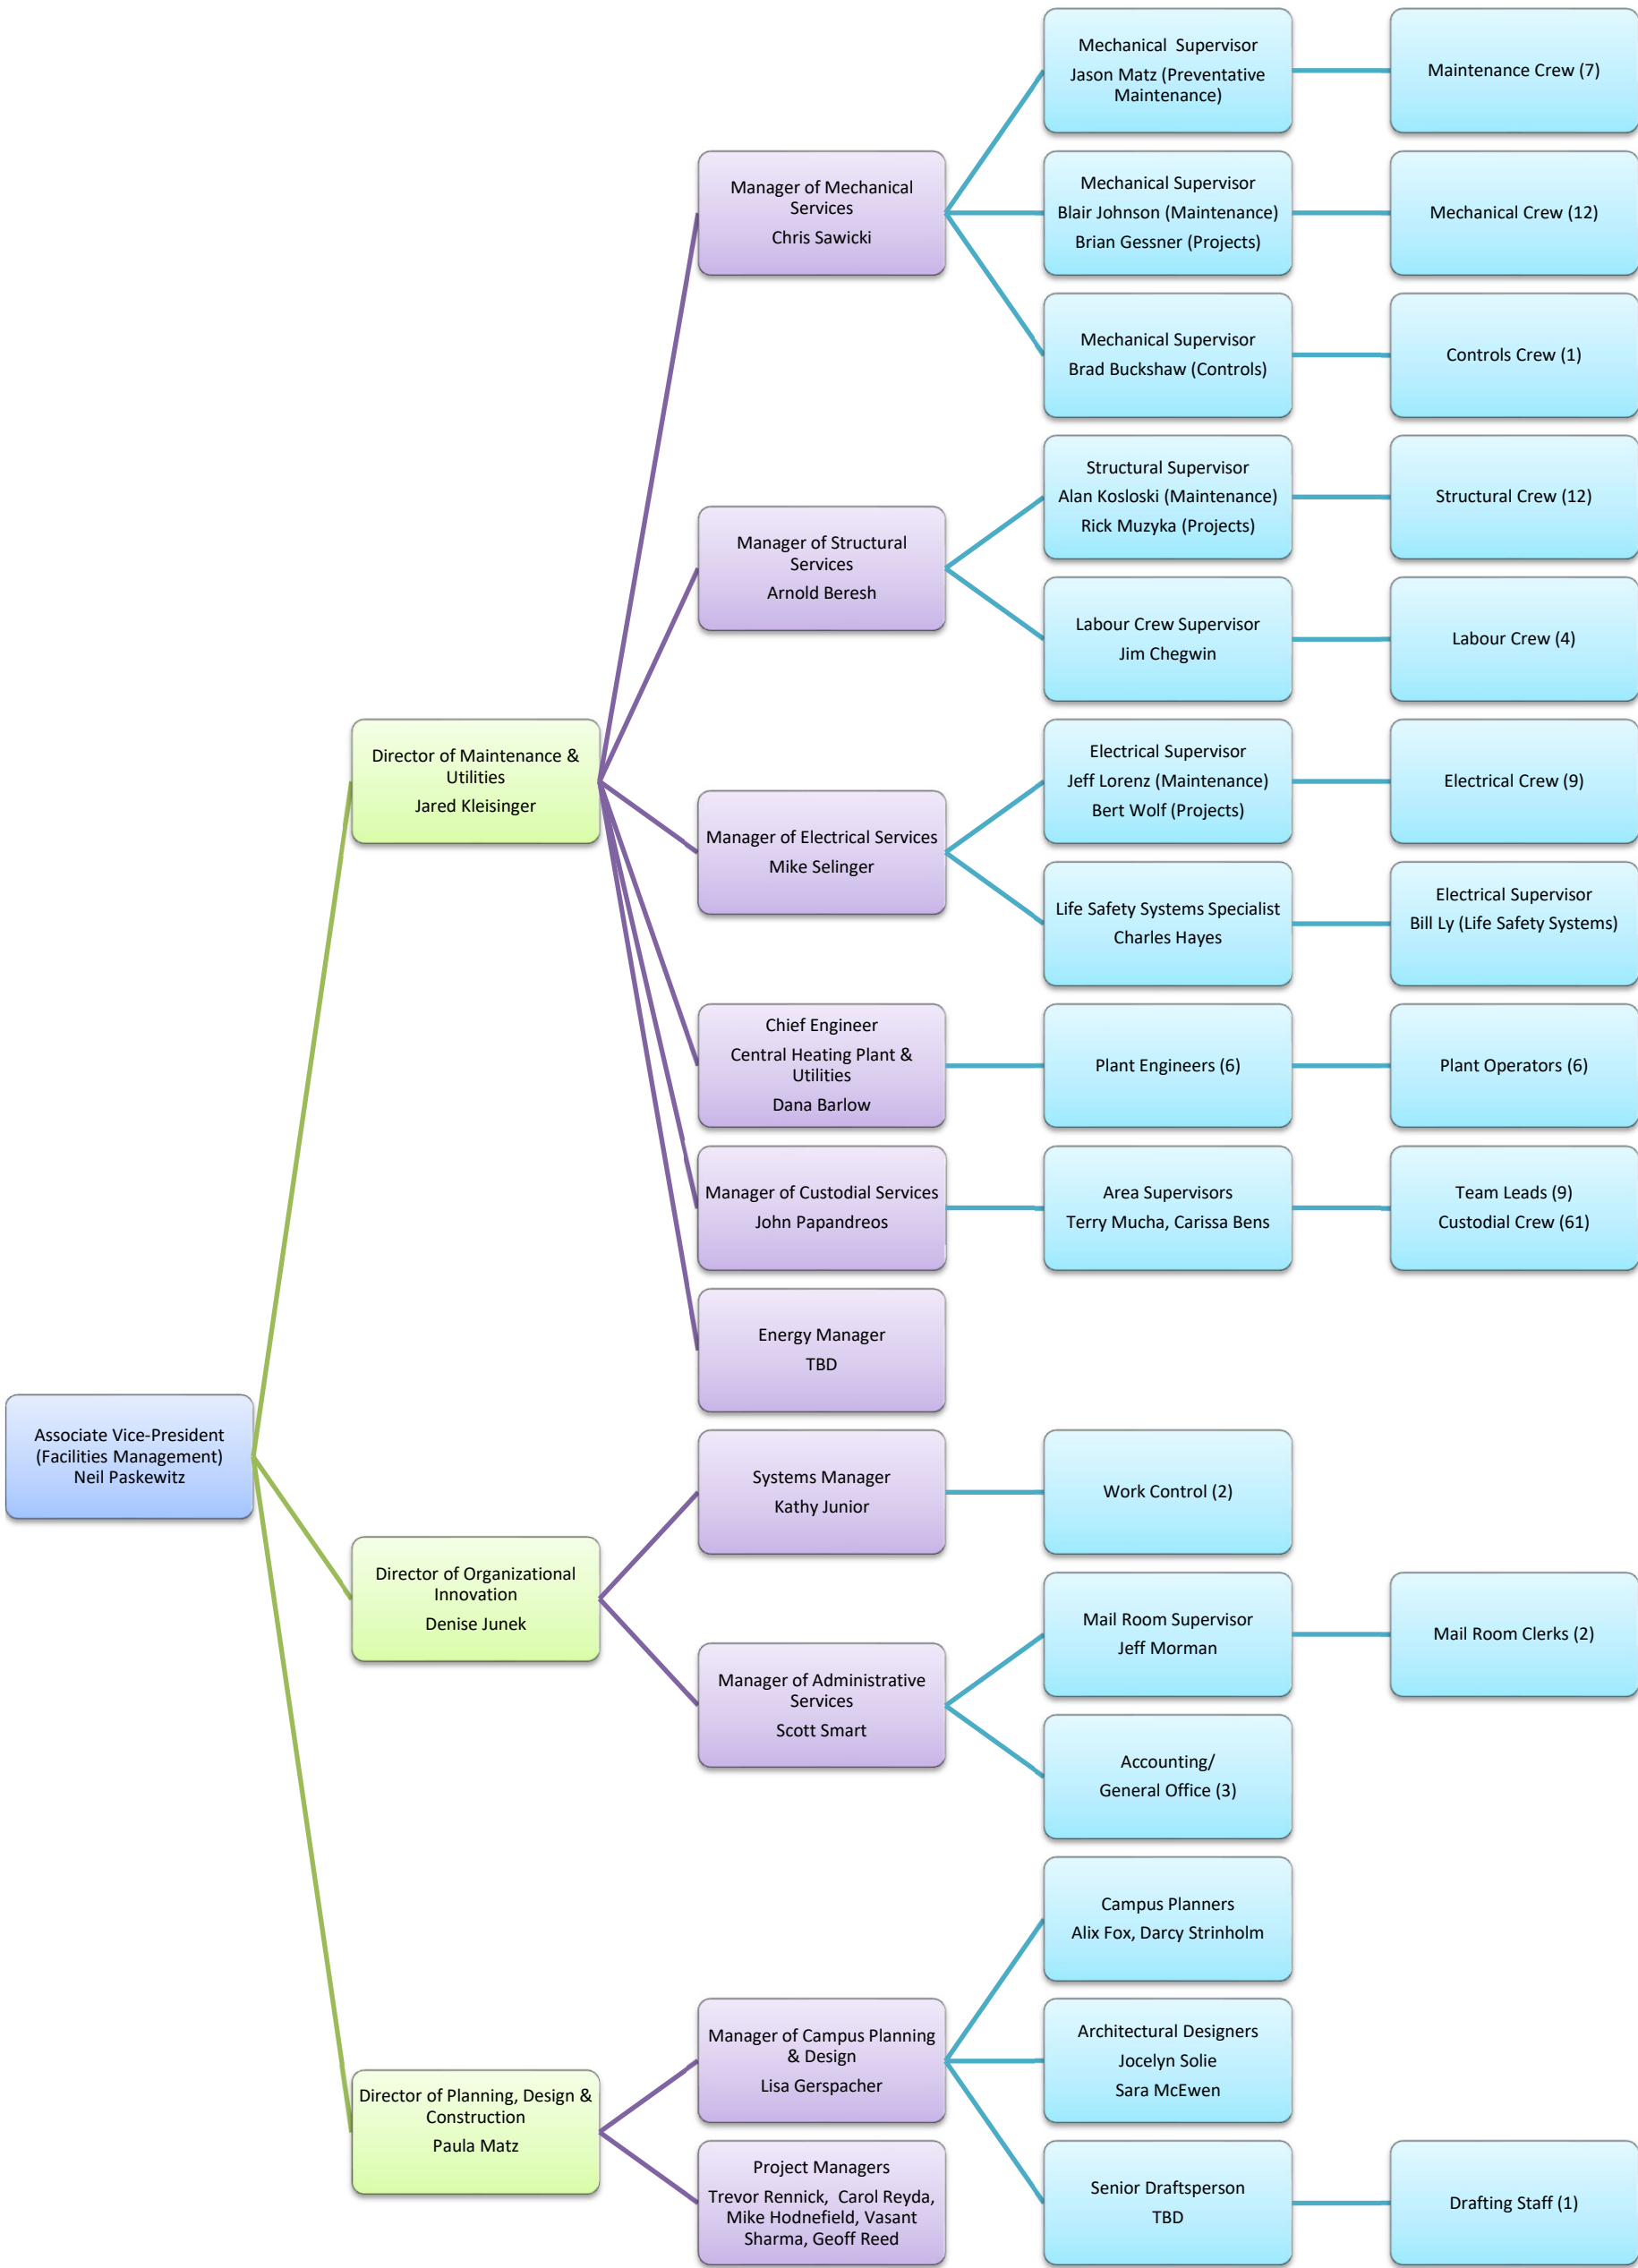 Mechanical  Supervisor
Jason Matz (Preventative
Maintenance)
Maintenance Crew (7)
Manager of Mechanical
Services
Chris Sawicki
Mechanical Supervisor
Blair Johnson (Maintenance)
Brian Gessner (Projects)
Mechanical Crew (12)
Mechanical Supervisor
Brad Buckshaw (Controls)
Controls Crew (1)
Structural Supervisor
Alan Kosloski (Maintenance)
Rick Muzyka (Projects)
Structural Crew (12)
Manager of Structural
Services
Arnold Beresh
Labour Crew Supervisor
Jim Chegwin
Labour Crew (4)
Director of Maintenance &
Utilities
Jared Kleisinger
Electrical Supervisor
Jeff Lorenz (Maintenance)
Bert Wolf (Projects)
Electrical Crew (9)
Manager of Electrical Services
Mike Selinger
Life Safety Systems Specialist
Charles Hayes
Electrical Supervisor
Bill Ly (Life Safety Systems)
Chief Engineer
Central Heating Plant &
Utilities
Dana Barlow
Plant Engineers (6)
Plant Operators (6)
Manager of Custodial Services
John Papandreos
Area Supervisors
Terry Mucha, Carissa Bens
Team Leads (9)
Custodial Crew (61)
Energy Manager
TBD
Associate Vice-President
(Facilities Management)
Neil Paskewitz
Systems Manager
Kathy Junior
Work Control (2)
Director of Organizational
Innovation
Denise Junek
Mail Room Supervisor
Jeff Morman
Mail Room Clerks (2)
Manager of Administrative
Services
Scott Smart
Accounting/
General Office (3)
Campus Planners
Alix Fox, Darcy Strinholm
Manager of Campus Planning
& Design
Lisa Gerspacher
Architectural Designers
Jocelyn Solie
Sara McEwen
Director of Planning, Design &
Construction
Paula Matz
Project Managers
Trevor Rennick,  Carol Reyda,
Mike Hodnefield, Vasant
Sharma, Geoff Reed
Senior Draftsperson
TBD
Drafting Staff (1)